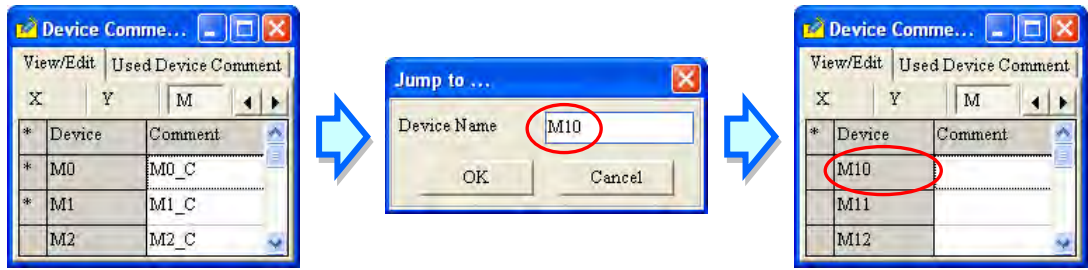 Device Comme...
View/Edit Used Device Comment
X Y M
* Device Comment
* M0 M0_C
* M1 M1_C
M2 M2_C
Jump to ...
Device Name M10
OK Cancel
Device Comme...
View/Edit Used Device Comment
X Y M
* Device Comment
M10
M11
M12